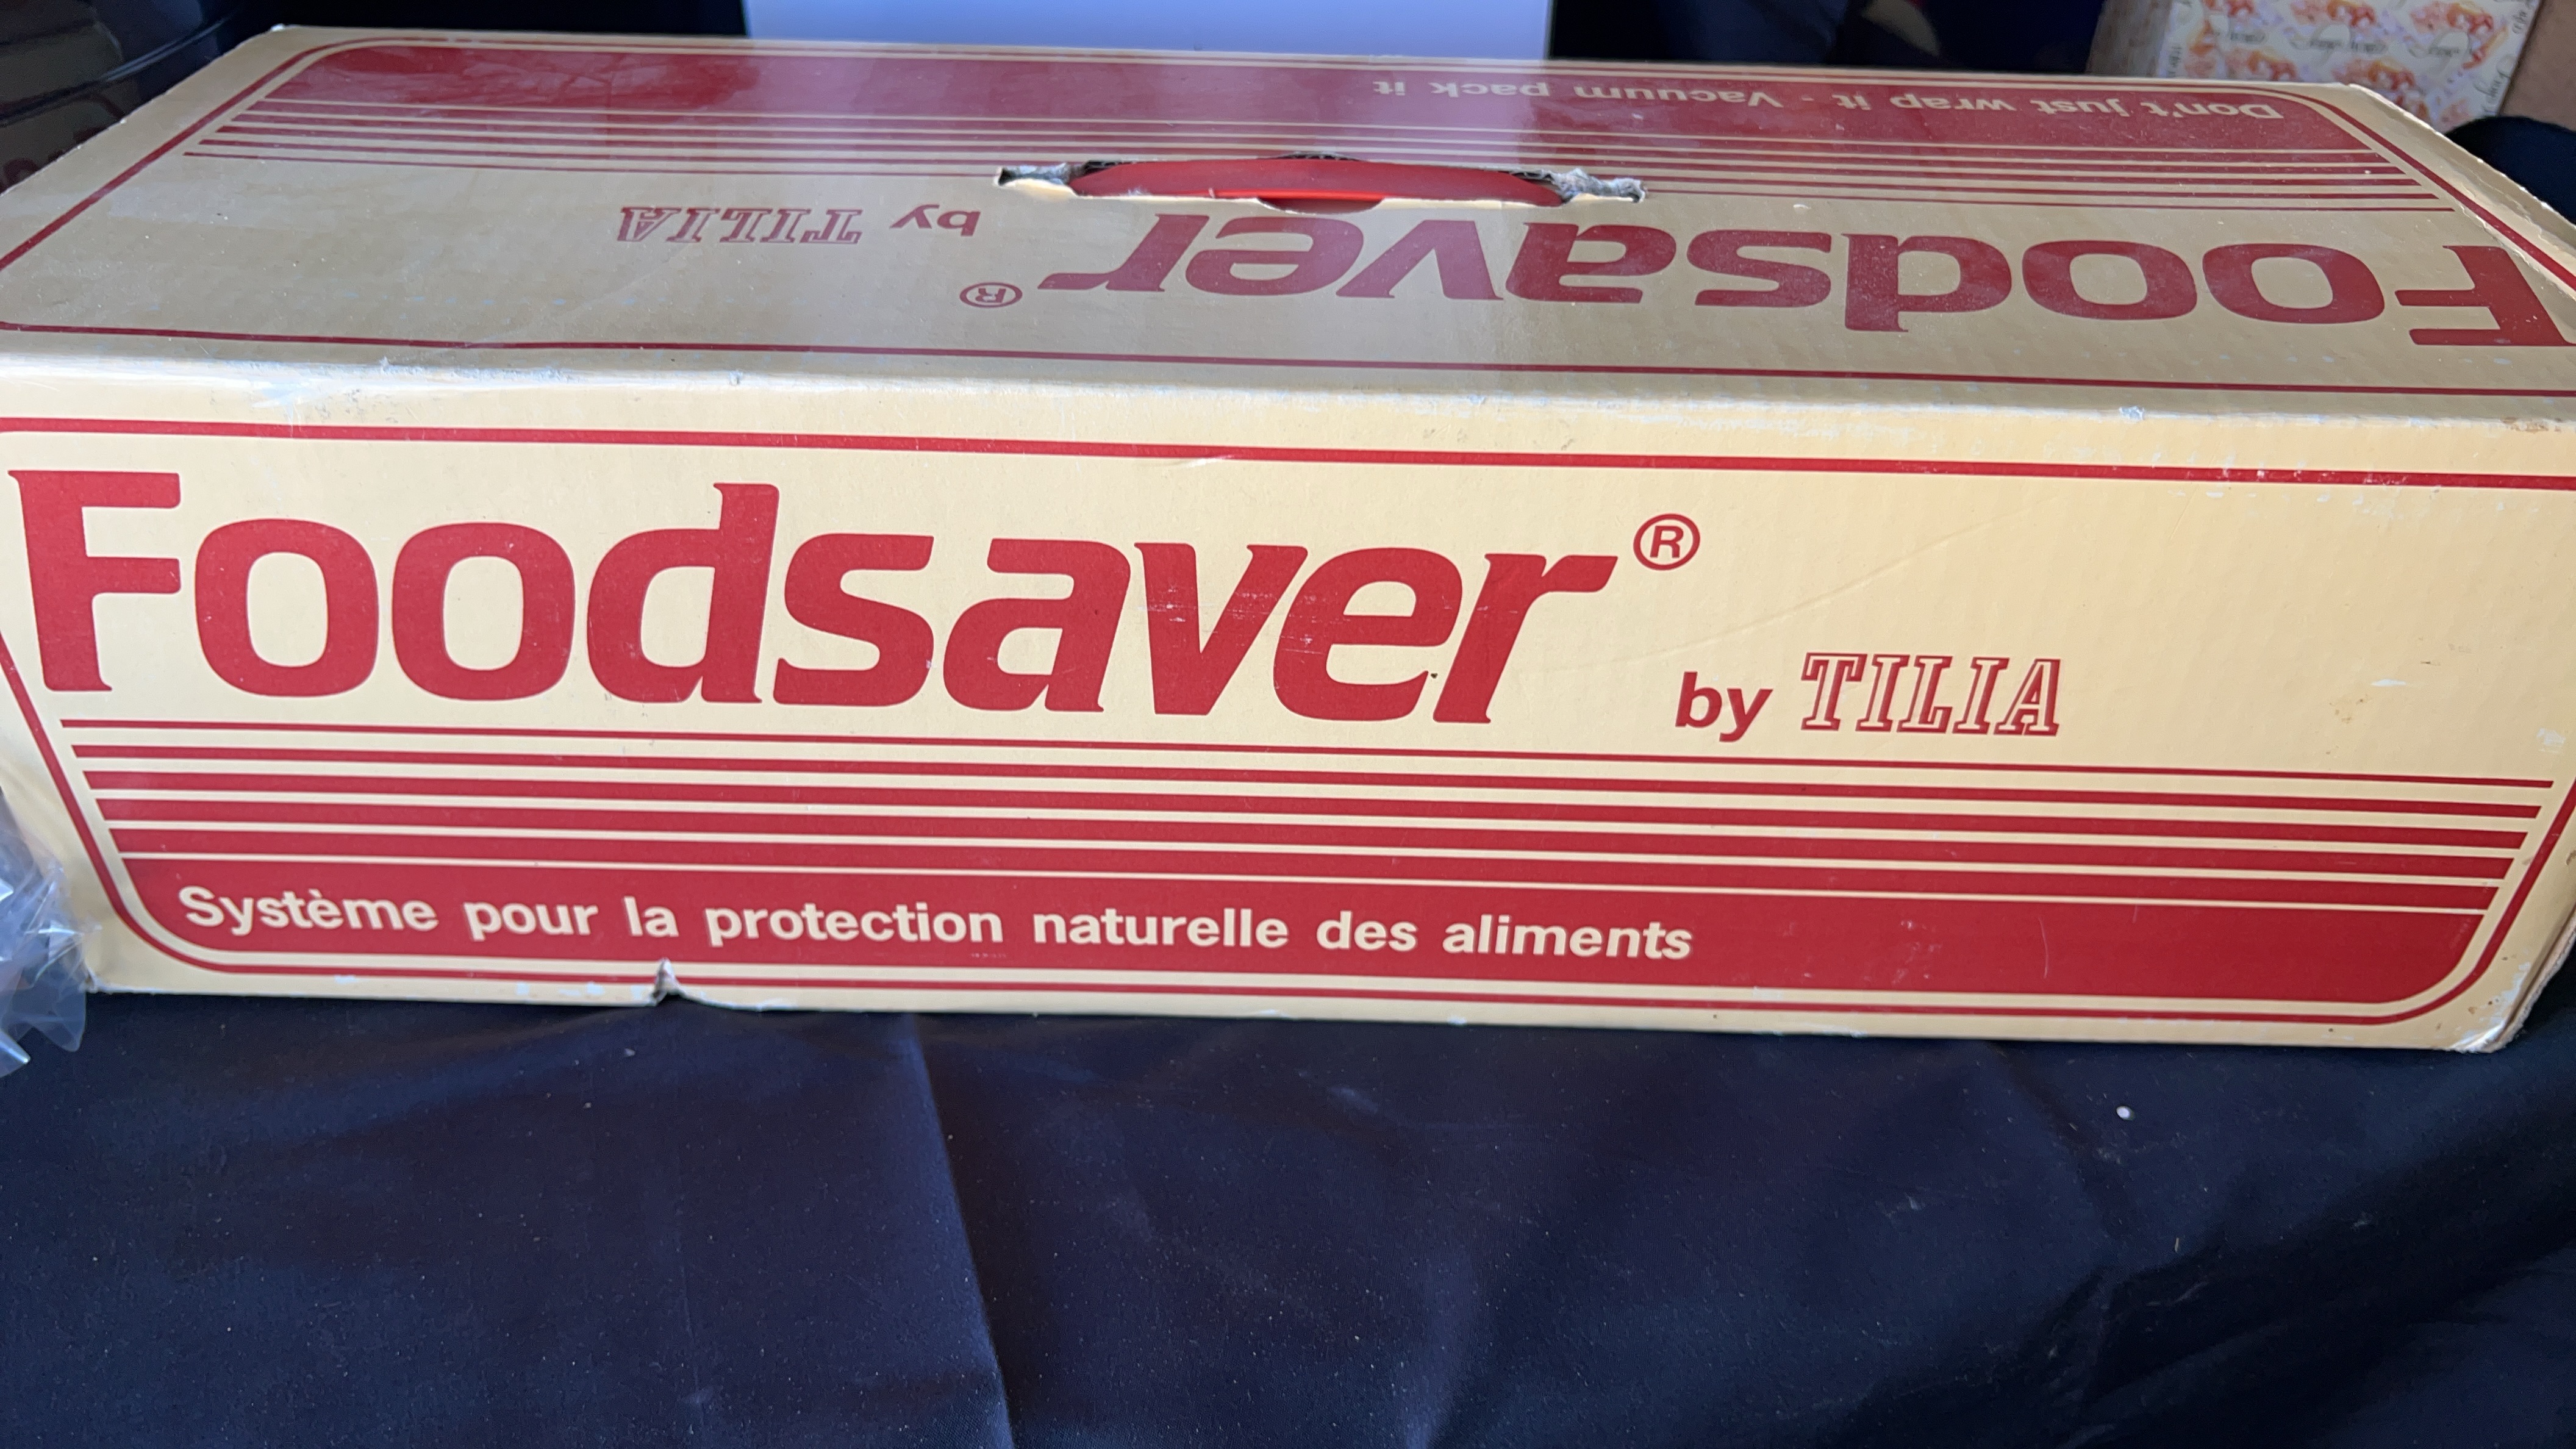 Don't just wrap it - Vacuum pack it
Foodsaver® by TILIA
Foodsaver® by TILIA
Système pour la protection naturelle des aliments